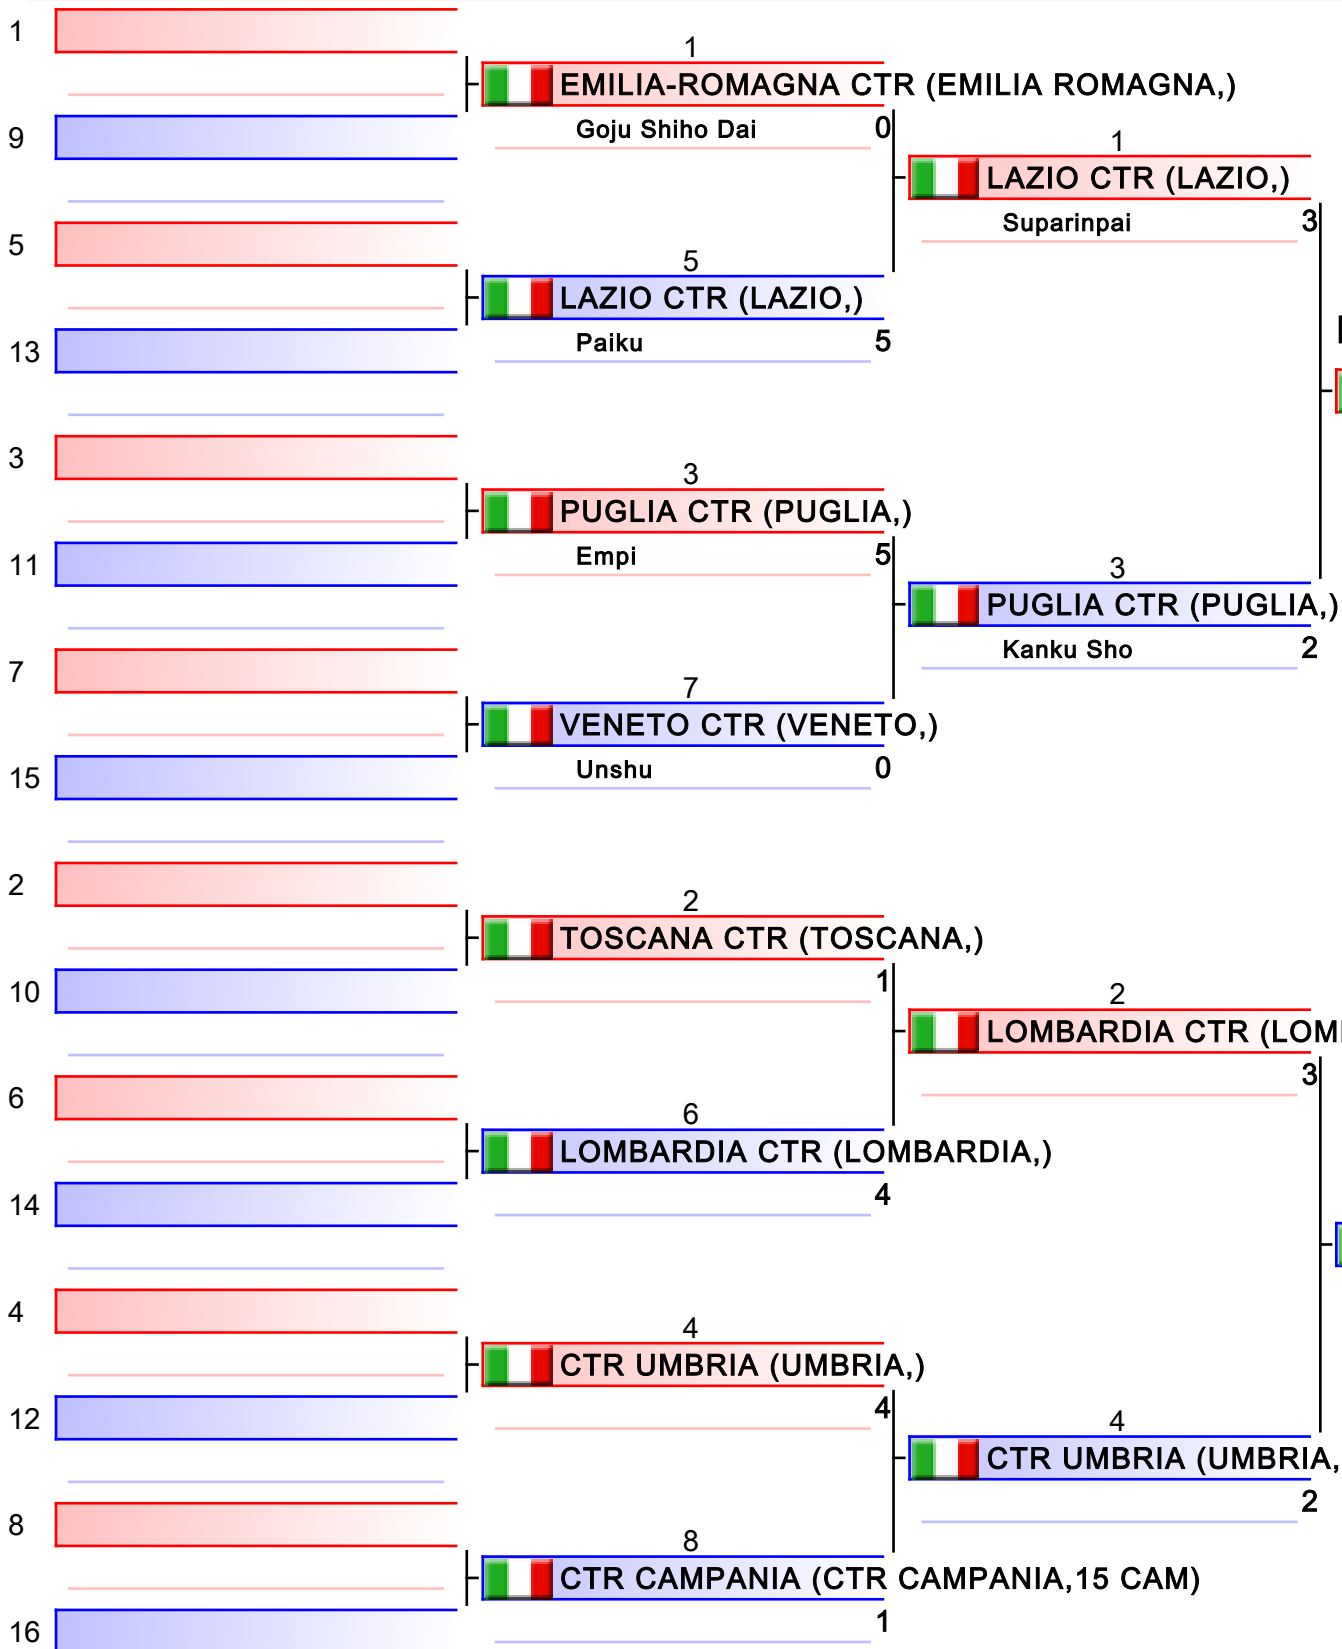 1
9
5
13
3
11
7
15
2
10
6
14
4
12
8
16
1
EMILIA-ROMAGNA CTR (EMILIA ROMAGNA,)
Goju Shiho Dai 0
5
LAZIO CTR (LAZIO,)
Paiku 5
3
PUGLIA CTR (PUGLIA,)
Empi 5
7
VENETO CTR (VENETO,)
Unshu 0
2
TOSCANA CTR (TOSCANA,)
1
6
LOMBARDIA CTR (LOMBARDIA,)
4
4
CTR UMBRIA (UMBRIA,)
4
8
CTR CAMPANIA (CTR CAMPANIA,15 CAM)
1
1
LAZIO CTR (LAZIO,)
Suparinpai 3
3
PUGLIA CTR (PUGLIA,)
Kanku Sho 2
2
LOMBARDIA CTR (LOM
3
4
CTR UMBRIA (UMBRIA,
2